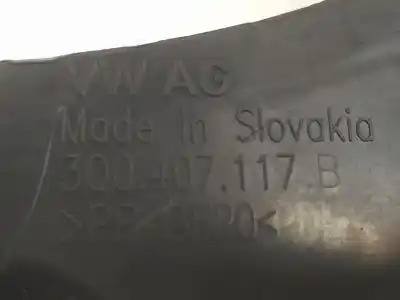 VW AG
Made In Slovakia
3Q0.407.117.B